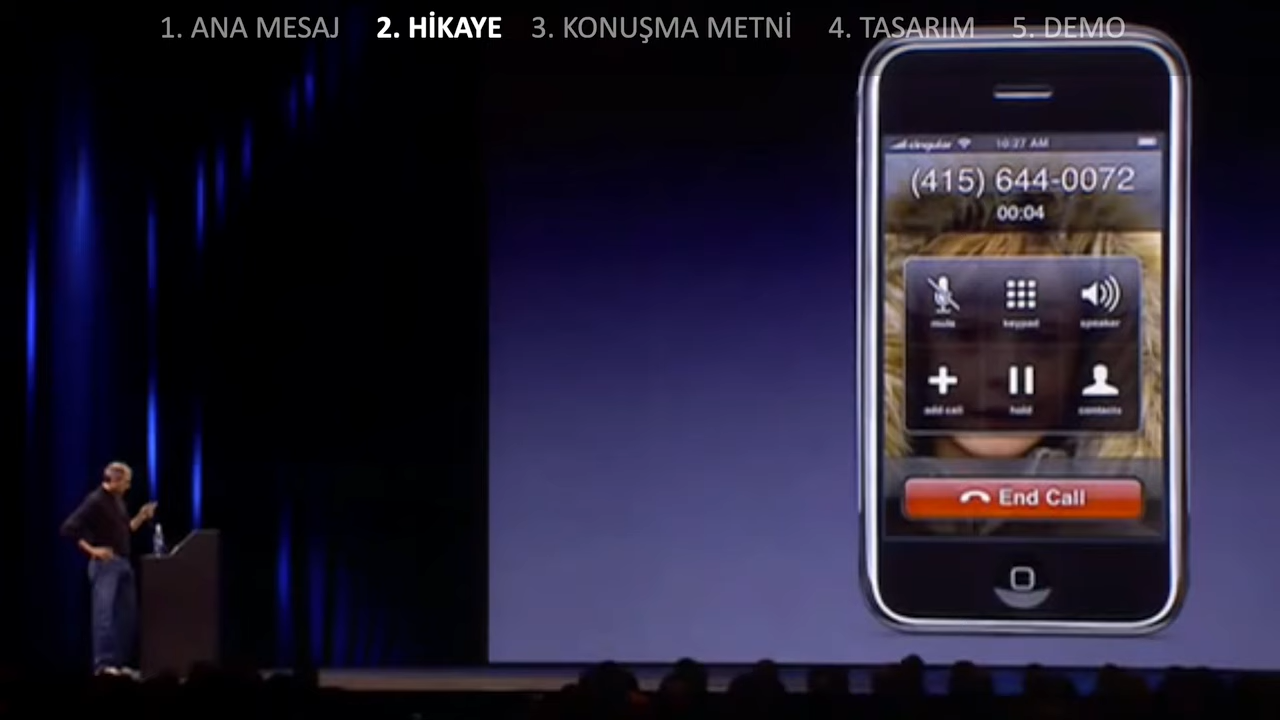 1. ANA MESAJ 2. HİKAYE 3. KONUŞMA METNİ 4. TASARIM 5. DEMO
cingular 10:27 AM
(415) 644-0072
00:04
mute keypad speaker
add call hold contacts
End Call